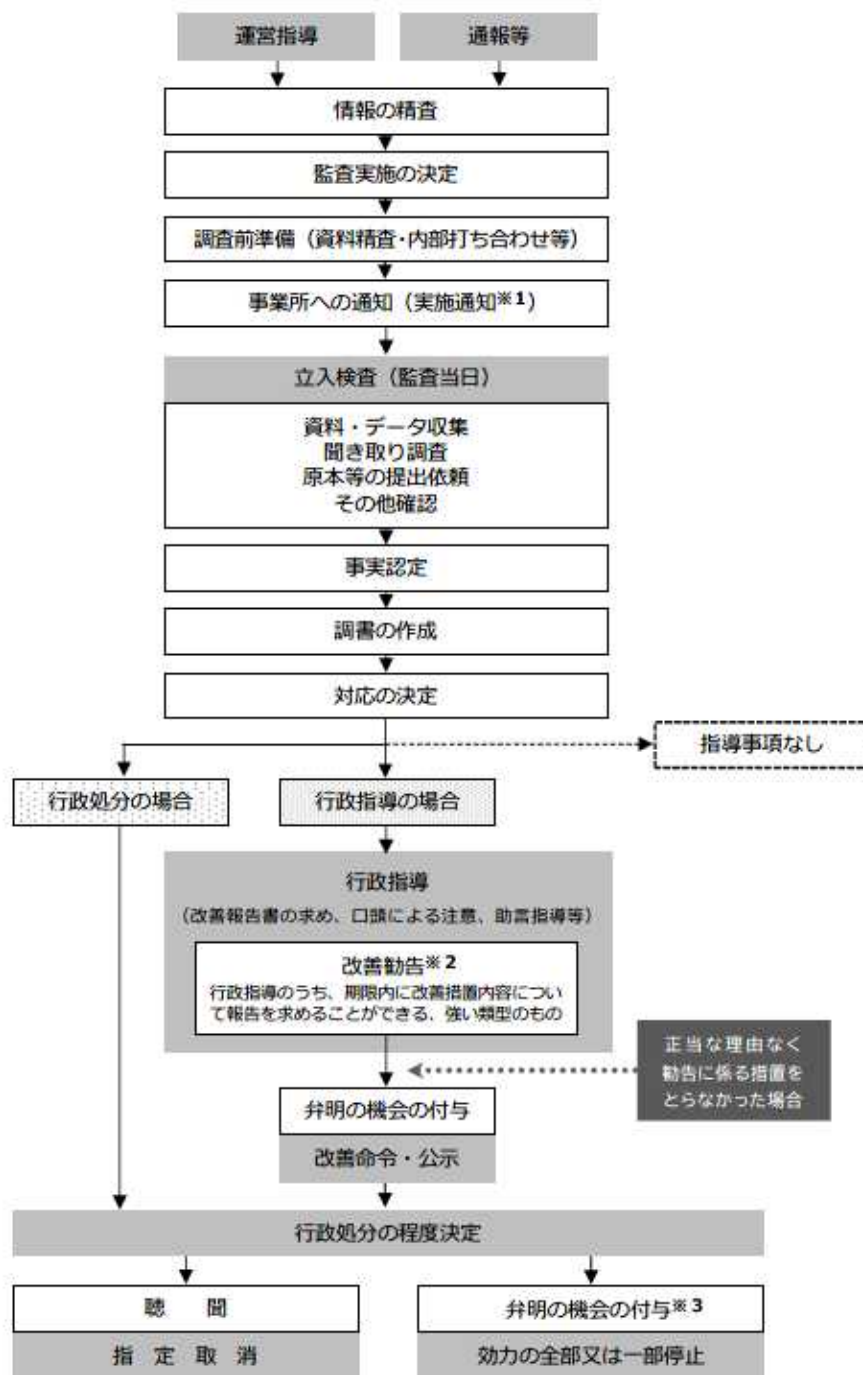 運営指導
通報等
情報の精査
監査実施の決定
調査前準備（資料精査・内部打ち合わせ等）
事業所への通知（実施通知※1）
立入検査（監査当日）
資料・データ収集
聞き取り調査
原本等の提出依頼
その他確認
事実認定
調書の作成
対応の決定
指導事項なし
行政処分の場合
行政指導の場合
行政指導
（改善報告書の求め、口頭による注意、助言指導等）
改善勧告※2
行政指導のうち、期限内に改善措置内容につい
て報告を求めることができる、強い類型のもの
正当な理由なく
勧告に係る措置を
とらなかった場合
弁明の機会の付与
改善命令・公示
行政処分の程度決定
聴　聞
指 定 取 消
弁明の機会の付与※3
効力の全部又は一部停止